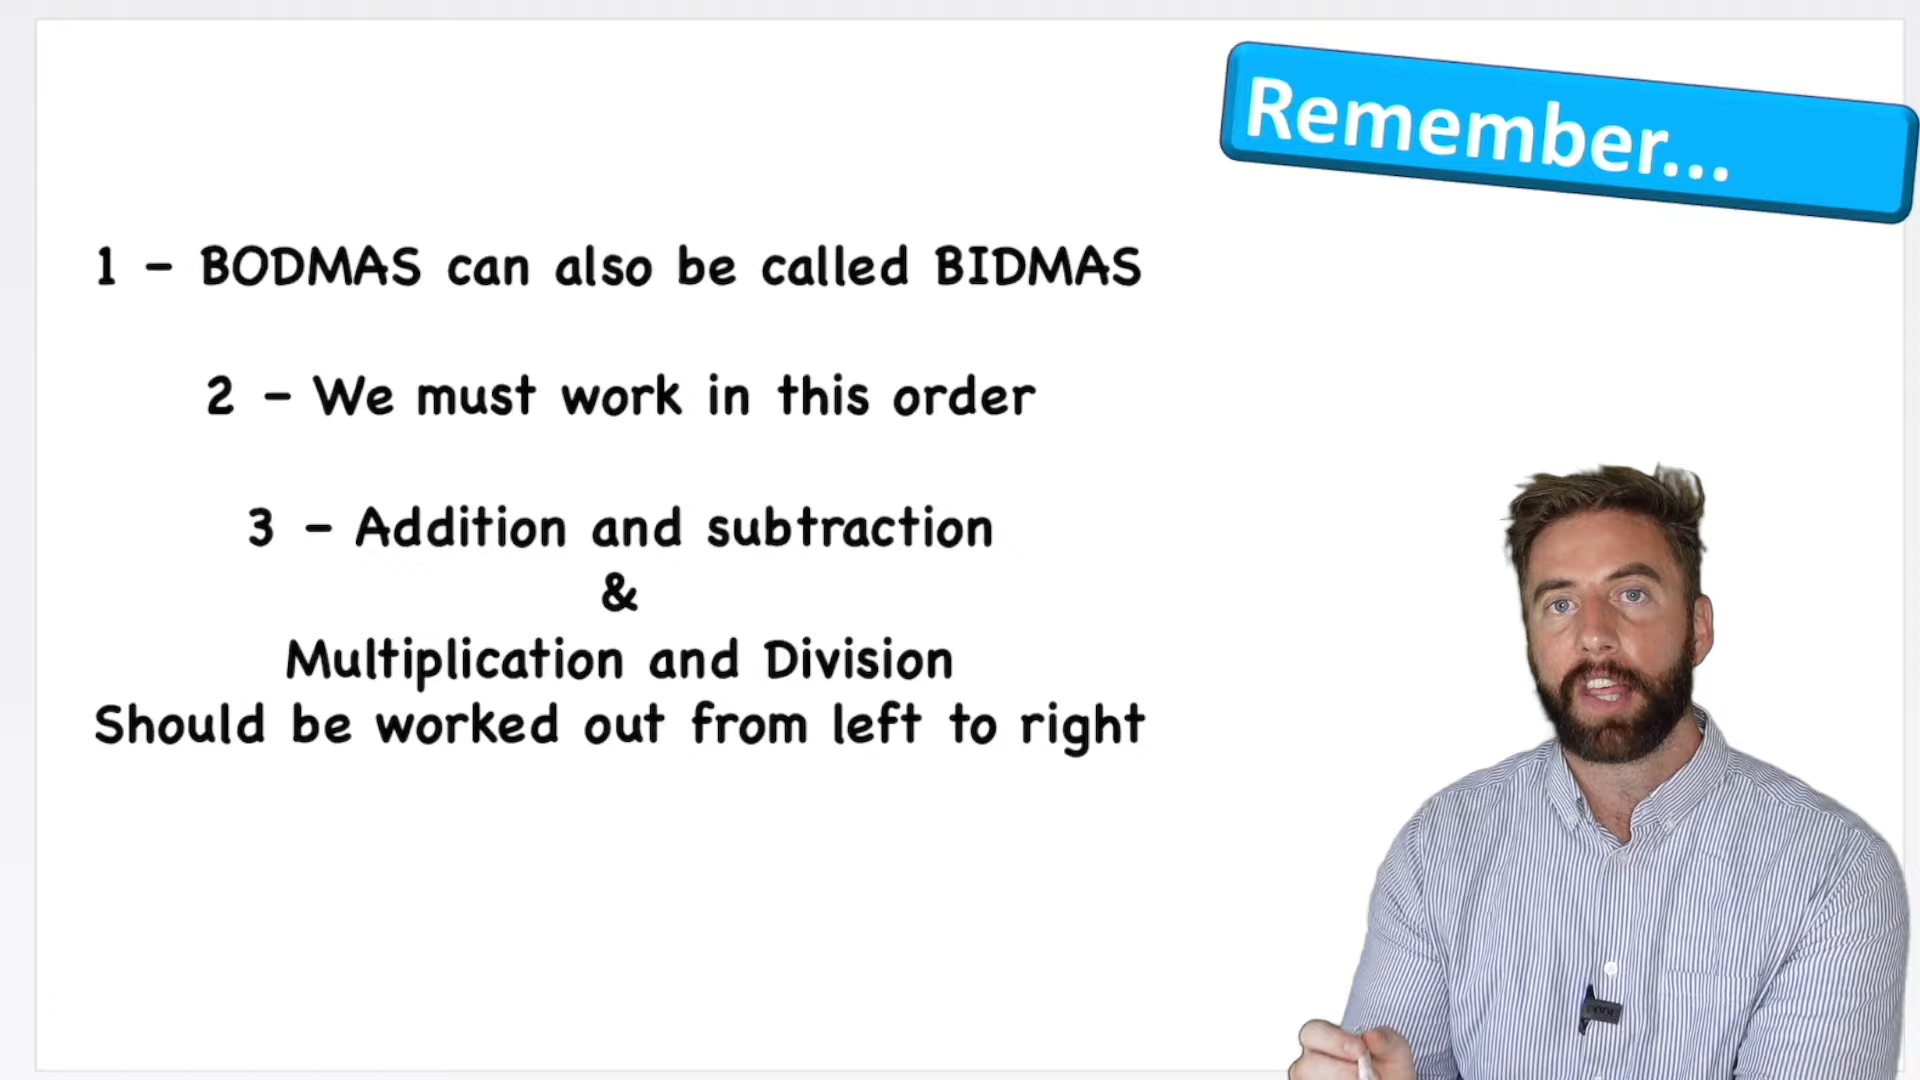 Remember...
1 - BODMAS can also be called BIDMAS
2 - We must work in this order
3 - Addition and subtraction
&
Multiplication and Division
Should be worked out from left to right